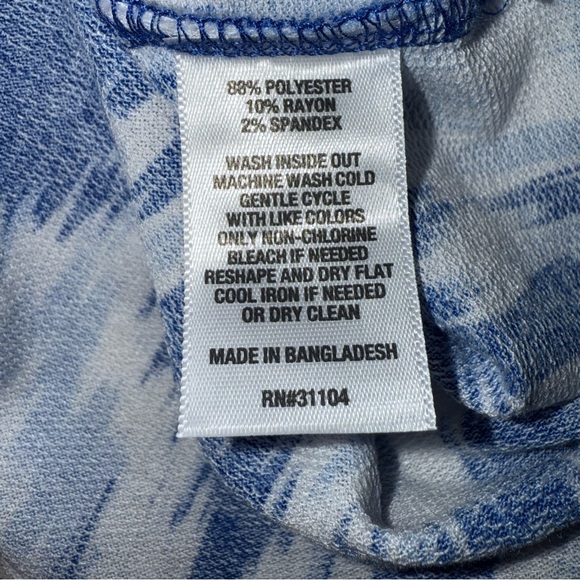 88% POLYESTER
10% RAYON
2% SPANDEX
WASH INSIDE OUT
MACHINE WASH COLD
GENTLE CYCLE
WITH LIKE COLORS
ONLY NON-CHLORINE
BLEACH IF NEEDED
RESHAPE AND DRY FLAT
COOL IRON IF NEEDED
OR DRY CLEAN
MADE IN BANGLADESH
RN#31104